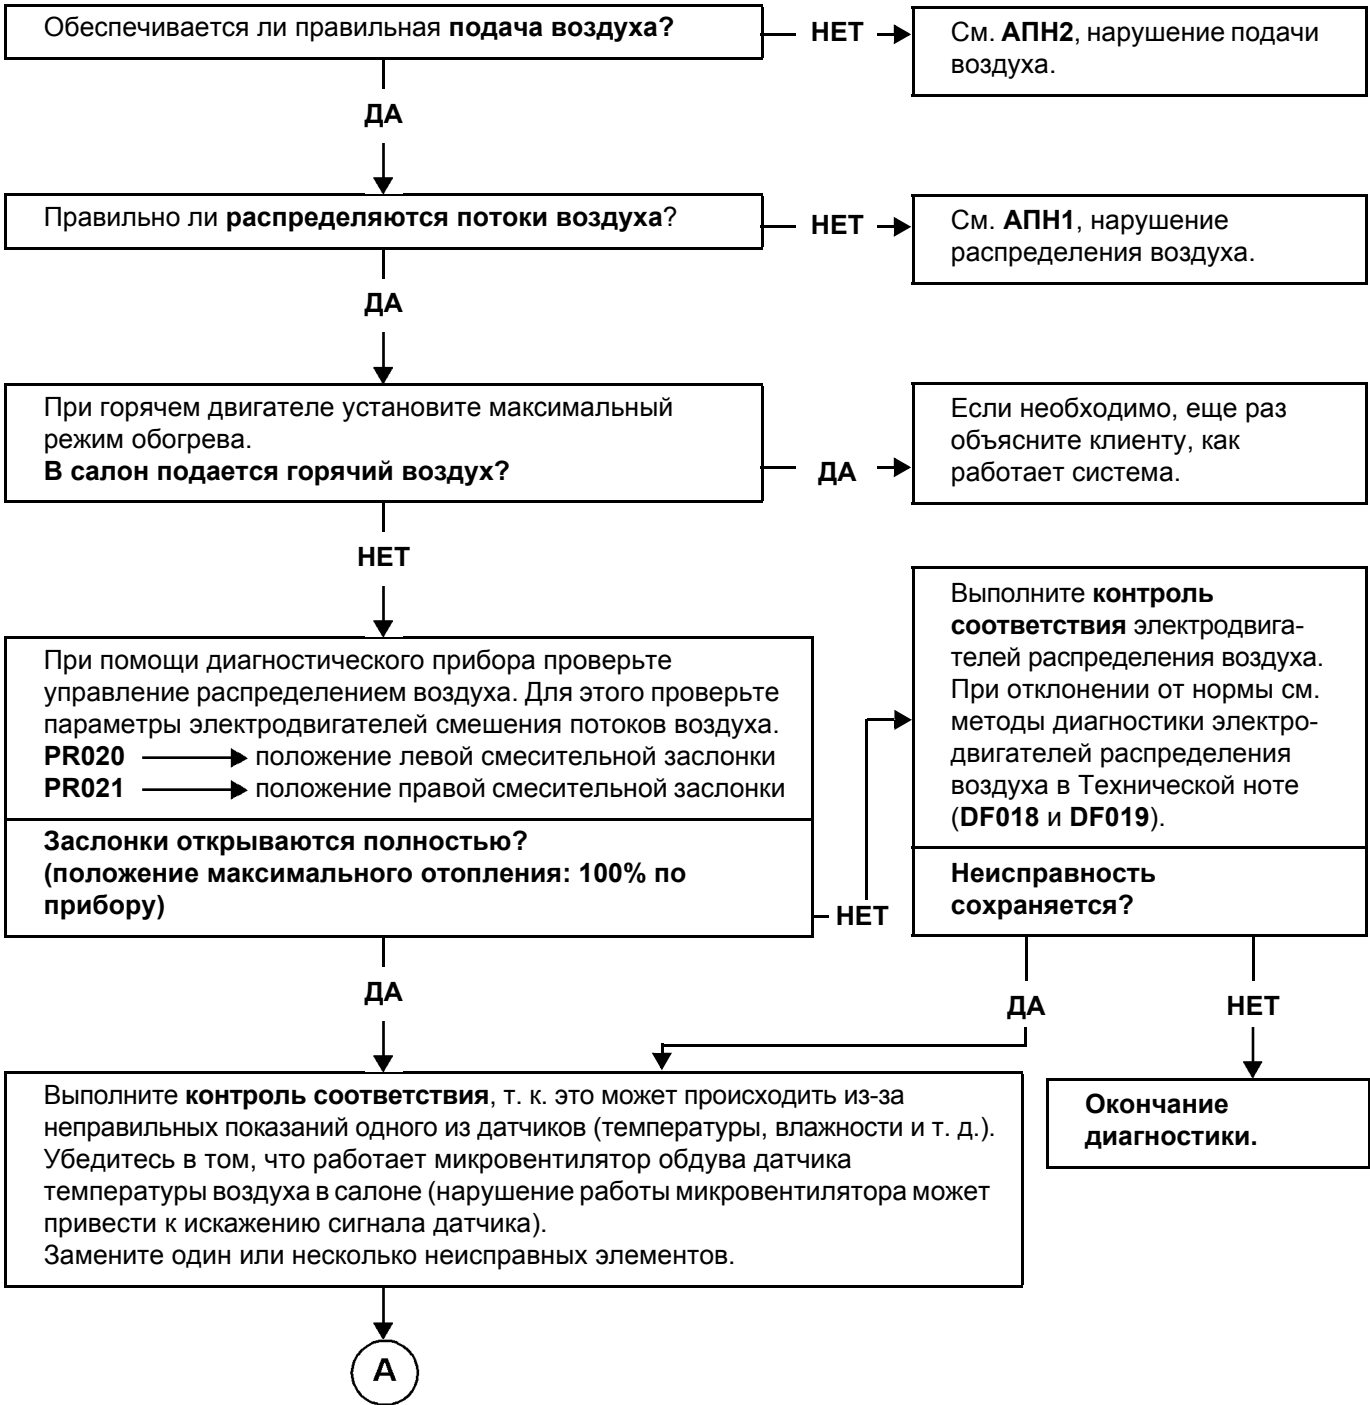 Обеспечивается ли правильная подача воздуха?
НЕТ
См. АПН2, нарушение подачи
воздуха.
ДА
Правильно ли распределяются потоки воздуха?
НЕТ
См. АПН1, нарушение
распределения воздуха.
ДА
При горячем двигателе установите максимальный
режим обогрева.
В салон подается горячий воздух?
ДА
Если необходимо, еще раз
объясните клиенту, как
работает система.
НЕТ
При помощи диагностического прибора проверьте
управление распределением воздуха. Для этого проверьте
параметры электродвигателей смешения потоков воздуха.
PR020 положение левой смесительной заслонки
PR021 положение правой смесительной заслонки
Заслонки открываются полностью?
(положение максимального отопления: 100% по
прибору)
НЕТ
Выполните контроль
соответствия электродвига-
телей распределения воздуха.
При отклонении от нормы см.
методы диагностики электро-
двигателей распределения
воздуха в Технической ноте
(DF018 и DF019).
Неисправность
сохраняется?
ДА
ДА
НЕТ
Выполните контроль соответствия, т. к. это может происходить из-за
неправильных показаний одного из датчиков (температуры, влажности и т. д.).
Убедитесь в том, что работает микровентилятор обдува датчика
температуры воздуха в салоне (нарушение работы микровентилятора может
привести к искажению сигнала датчика).
Замените один или несколько неисправных элементов.
Окончание
диагностики.
А